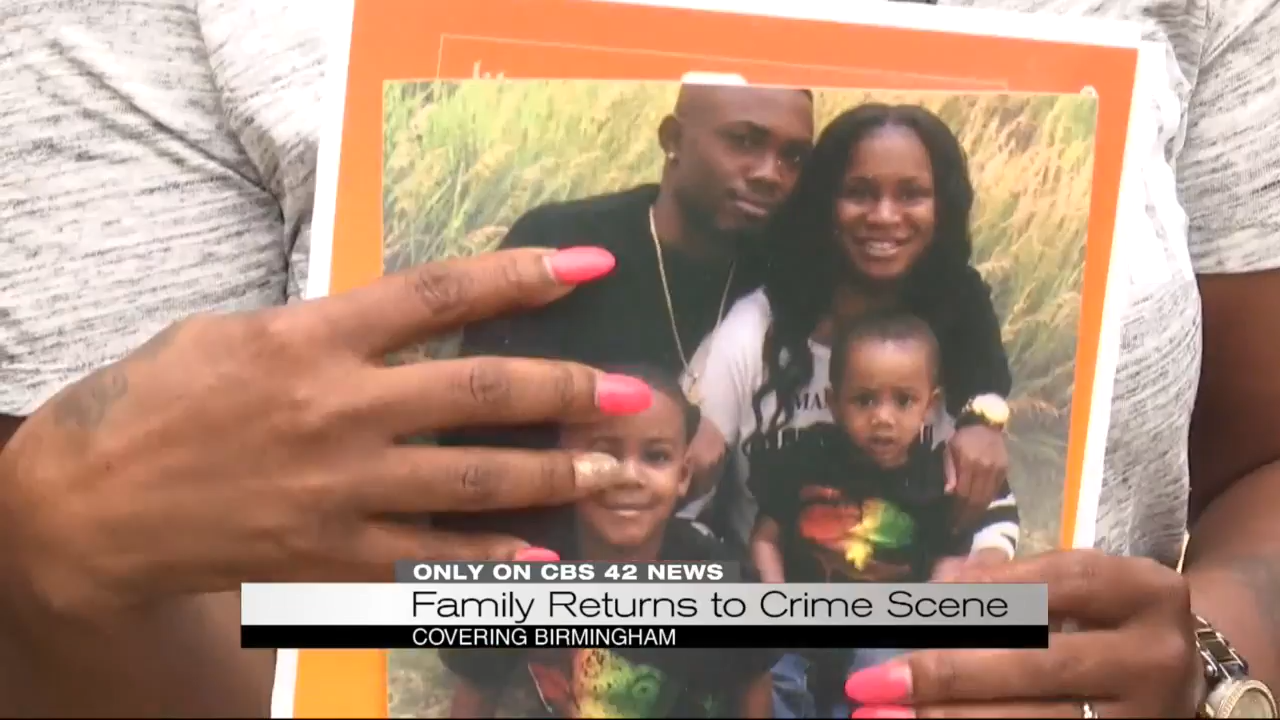 ONLY ON CBS 42 NEWS
Family Returns to Crime Scene
COVERING BIRMINGHAM